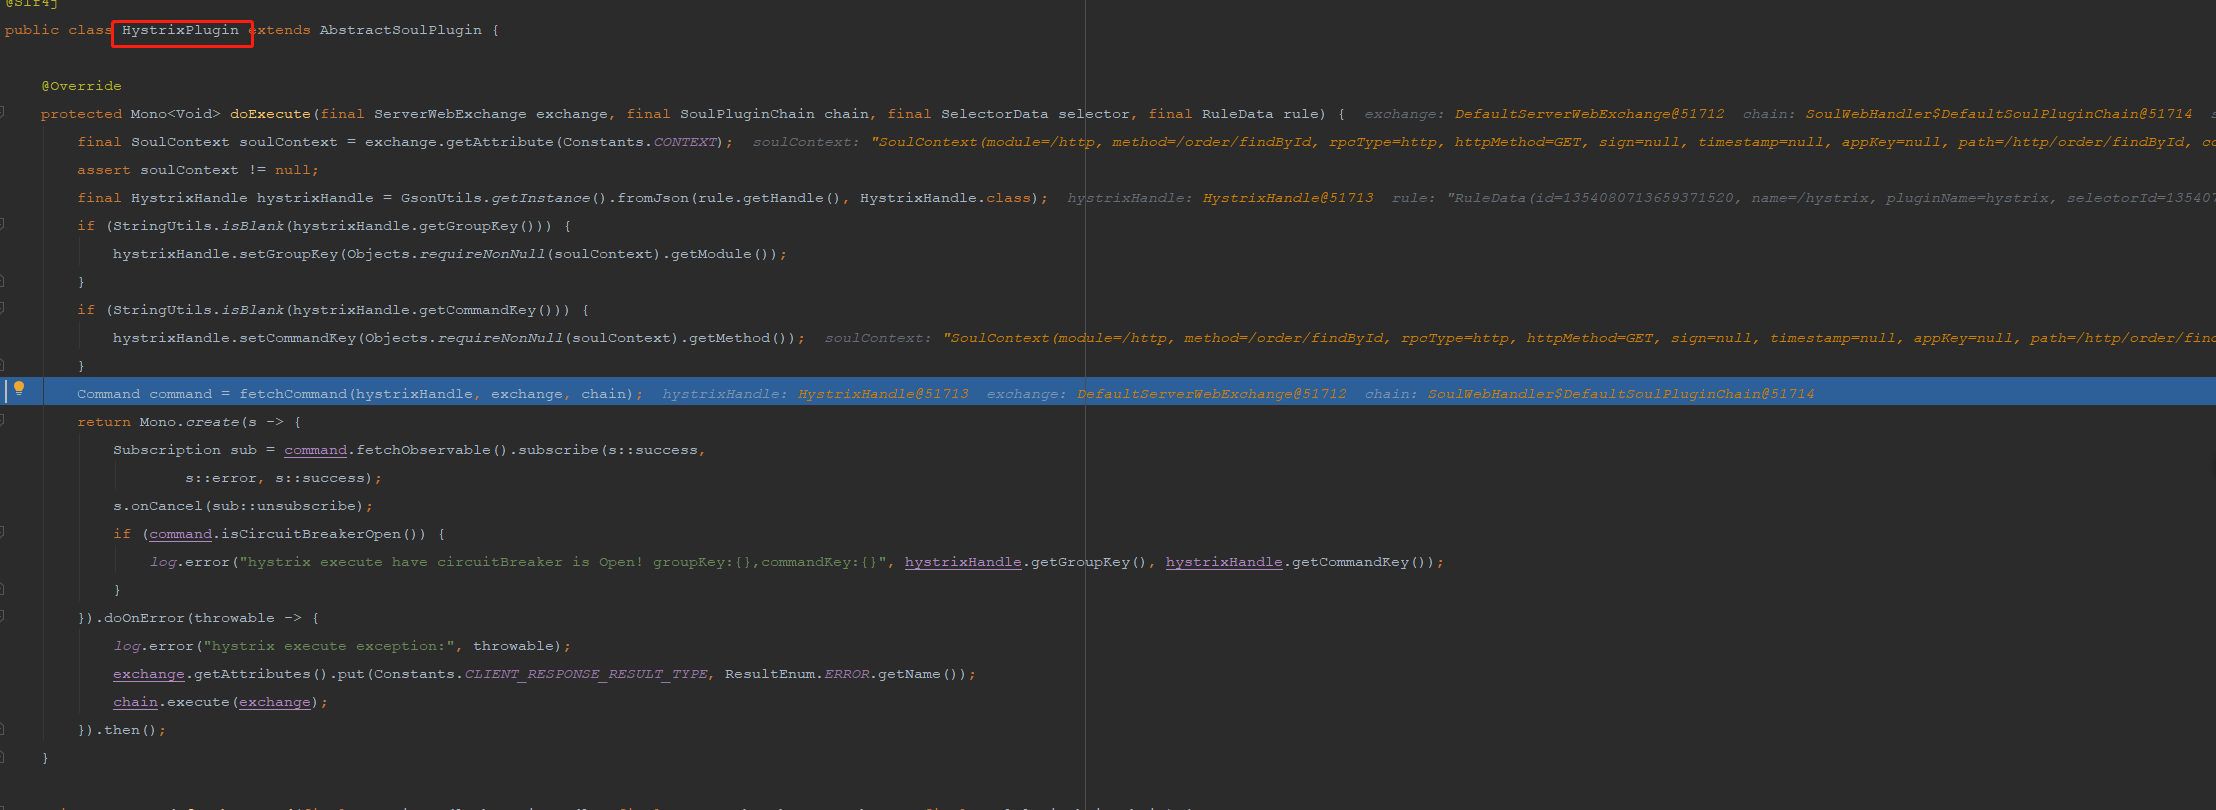 @Slf4j
public class HystrixPlugin extends AbstractSoulPlugin {
@Override
protected Mono<Void> doExecute(final ServerWebExchange exchange, final SoulPluginChain chain, final SelectorData selector, final RuleData rule) { exchange: DefaultServerWebExchange@51712 chain: SoulWebHandler$DefaultSoulPluginChain@51714 s
final SoulContext soulContext = exchange.getAttribute(Constants.CONTEXT); soulContext: "SoulContext(module=/http, method=/order/findById, rpcType=http, httpMethod=GET, sign=null, timestamp=null, appKey=null, path=/http/order/findById, co
assert soulContext != null;
final HystrixHandle hystrixHandle = GsonUtils.getInstance().fromJson(rule.getHandle(), HystrixHandle.class); hystrixHandle: HystrixHandle@51713 rule: "RuleData(id=1354080713659371520, name=/hystrix, pluginName=hystrix, selectorId=135407
if (StringUtils.isBlank(hystrixHandle.getGroupKey())) {
hystrixHandle.setGroupKey(Objects.requireNonNull(soulContext).getModule());
}
if (StringUtils.isBlank(hystrixHandle.getCommandKey())) {
hystrixHandle.setCommandKey(Objects.requireNonNull(soulContext).getMethod()); soulContext: "SoulContext(module=/http, method=/order/findById, rpcType=http, httpMethod=GET, sign=null, timestamp=null, appKey=null, path=/http/order/find
}
Command command = fetchCommand(hystrixHandle, exchange, chain); hystrixHandle: HystrixHandle@51713 exchange: DefaultServerWebExchange@51712 chain: SoulWebHandler$DefaultSoulPluginChain@51714
return Mono.create(s -> {
Subscription sub = command.fetchObservable().subscribe(s::success,
s::error, s::success);
s.onCancel(sub::unsubscribe);
if (command.isCircuitBreakerOpen()) {
log.error("hystrix execute have circuitBreaker is Open! groupKey:{},commandKey:{}", hystrixHandle.getGroupKey(), hystrixHandle.getCommandKey());
}
}).doOnError(throwable -> {
log.error("hystrix execute exception:", throwable);
exchange.getAttributes().put(Constants.CLIENT_RESPONSE_RESULT_TYPE, ResultEnum.ERROR.getName());
chain.execute(exchange);
}).then();
}